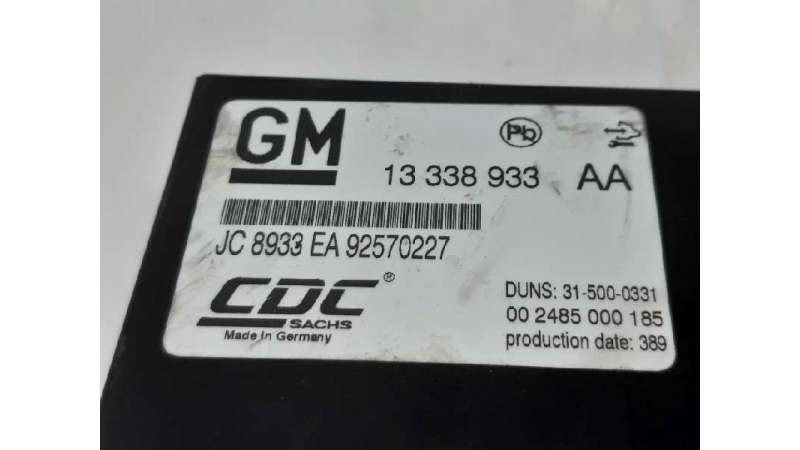 GM
Pb
13 338 933 AA
JC 8933 EA 92570227
CDC®
SACHS
Made in Germany
DUNS: 31-500-0331
00 2485 000 185
production date: 389